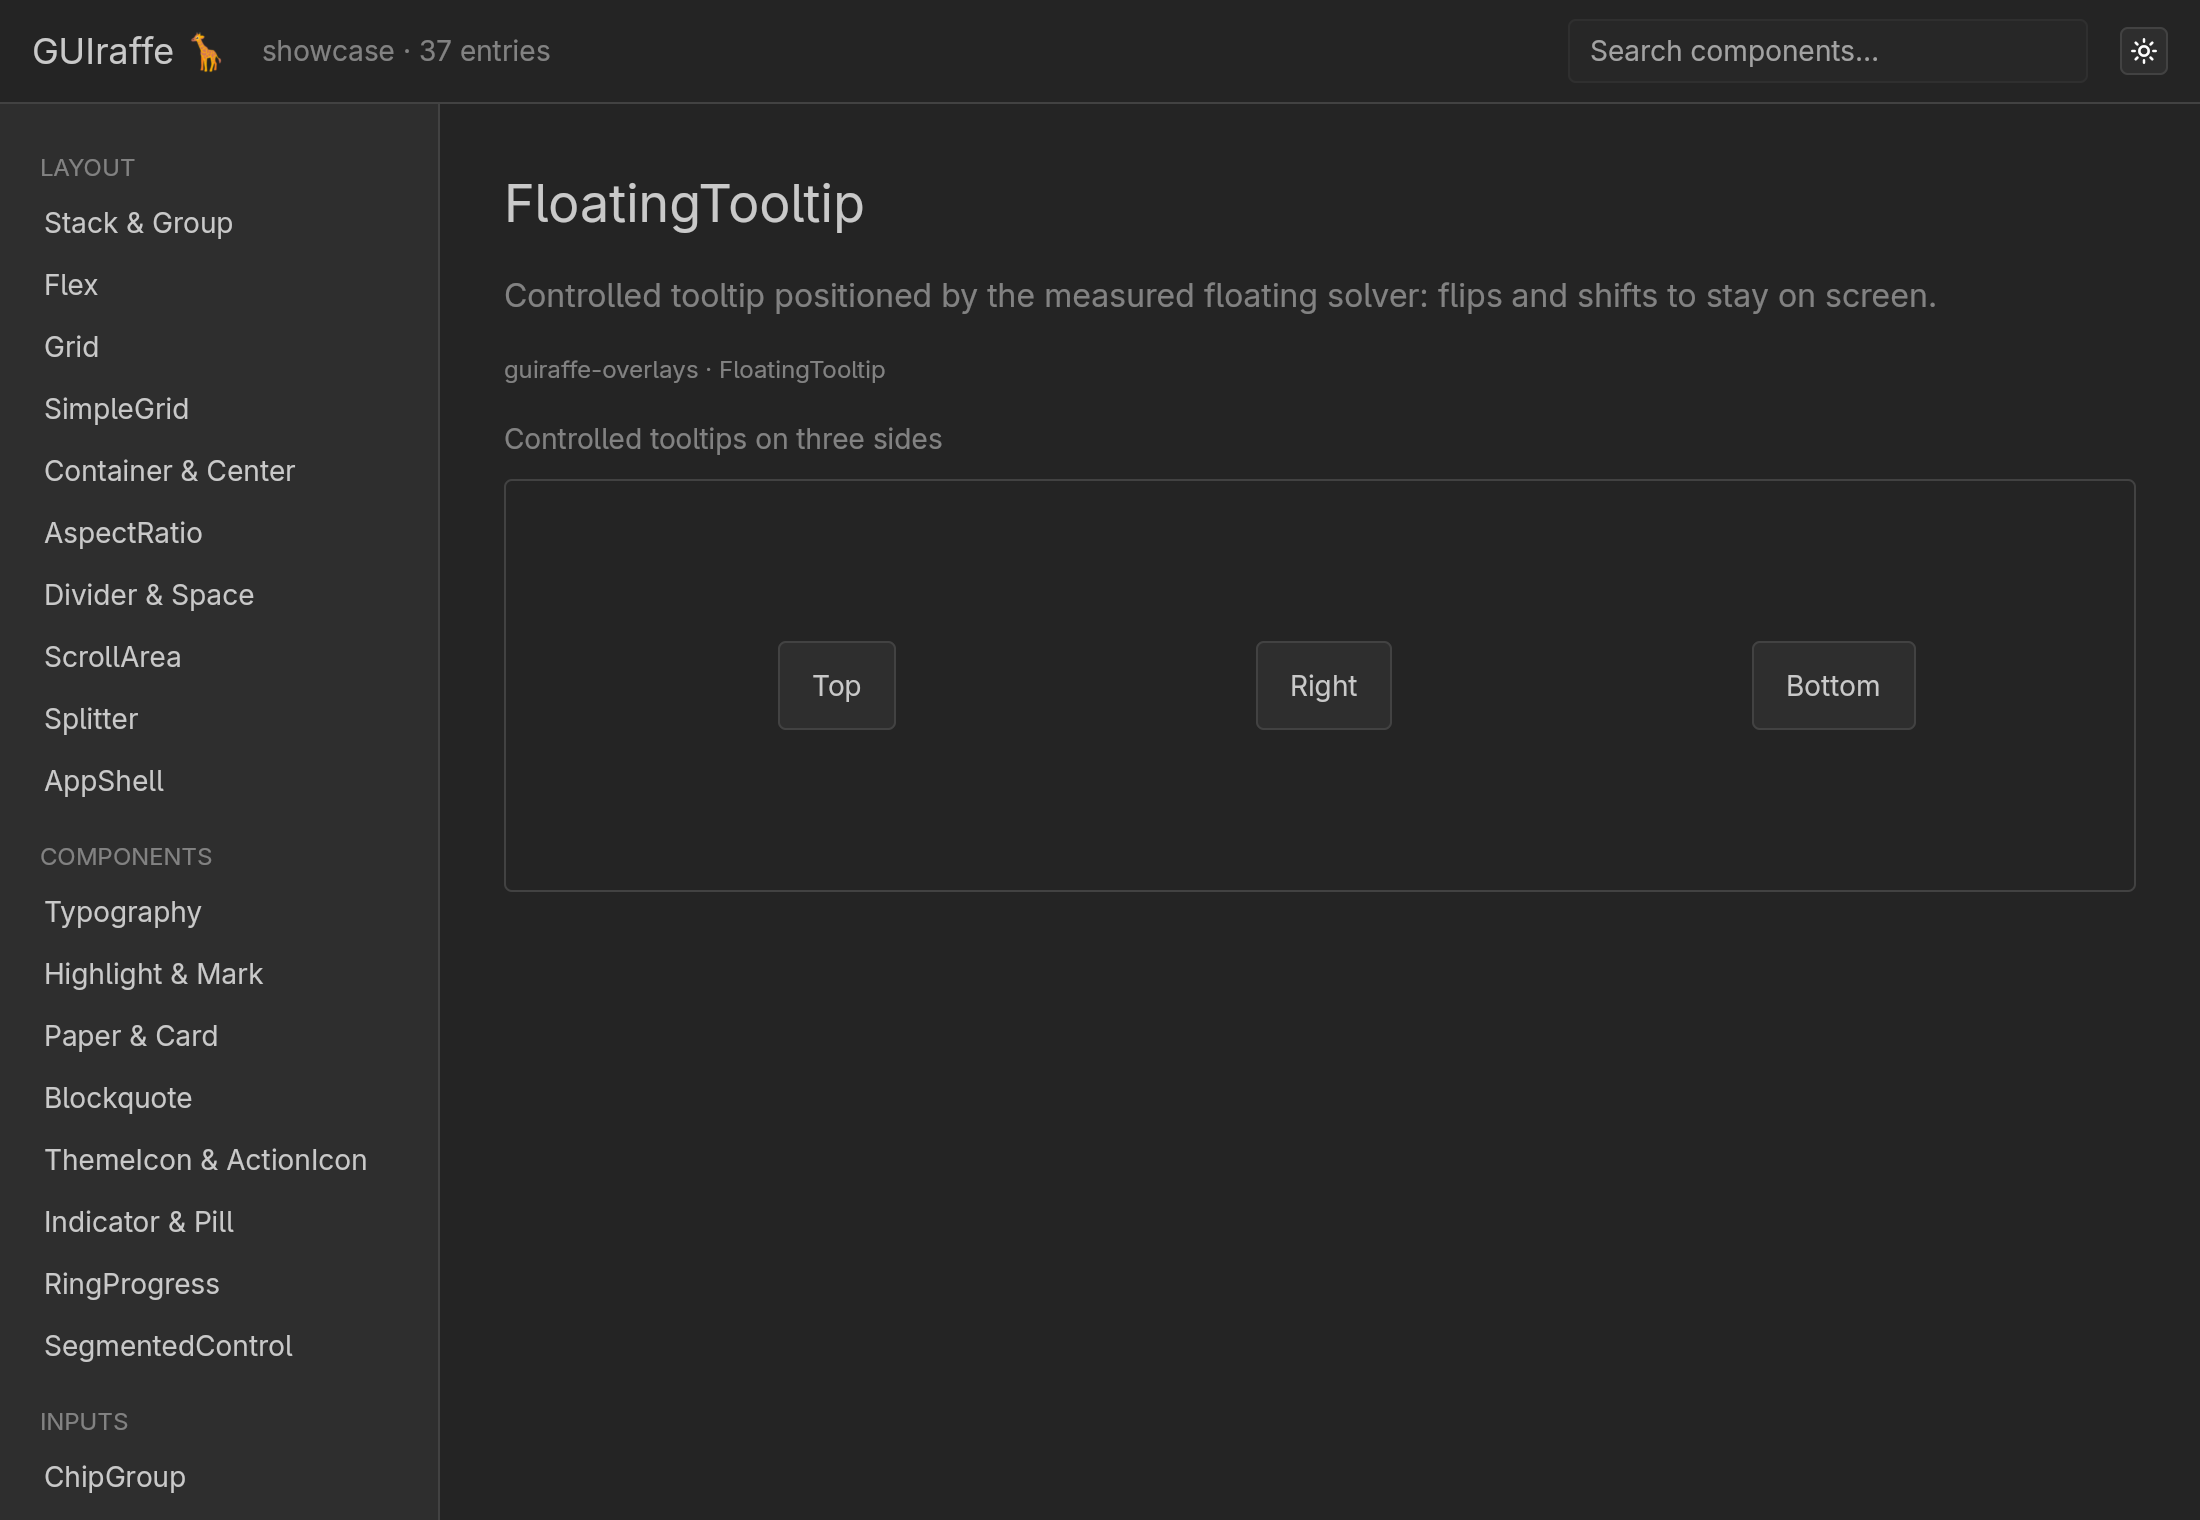 GUIraffe 🦒 showcase · 37 entries
Search components...
LAYOUT
Stack & Group
Flex
Grid
SimpleGrid
Container & Center
AspectRatio
Divider & Space
ScrollArea
Splitter
AppShell
COMPONENTS
Typography
Highlight & Mark
Paper & Card
Blockquote
ThemeIcon & ActionIcon
Indicator & Pill
RingProgress
SegmentedControl
INPUTS
ChipGroup
FloatingTooltip
Controlled tooltip positioned by the measured floating solver: flips and shifts to stay on screen.
guiraffe-overlays · FloatingTooltip
Controlled tooltips on three sides
Top
Right
Bottom